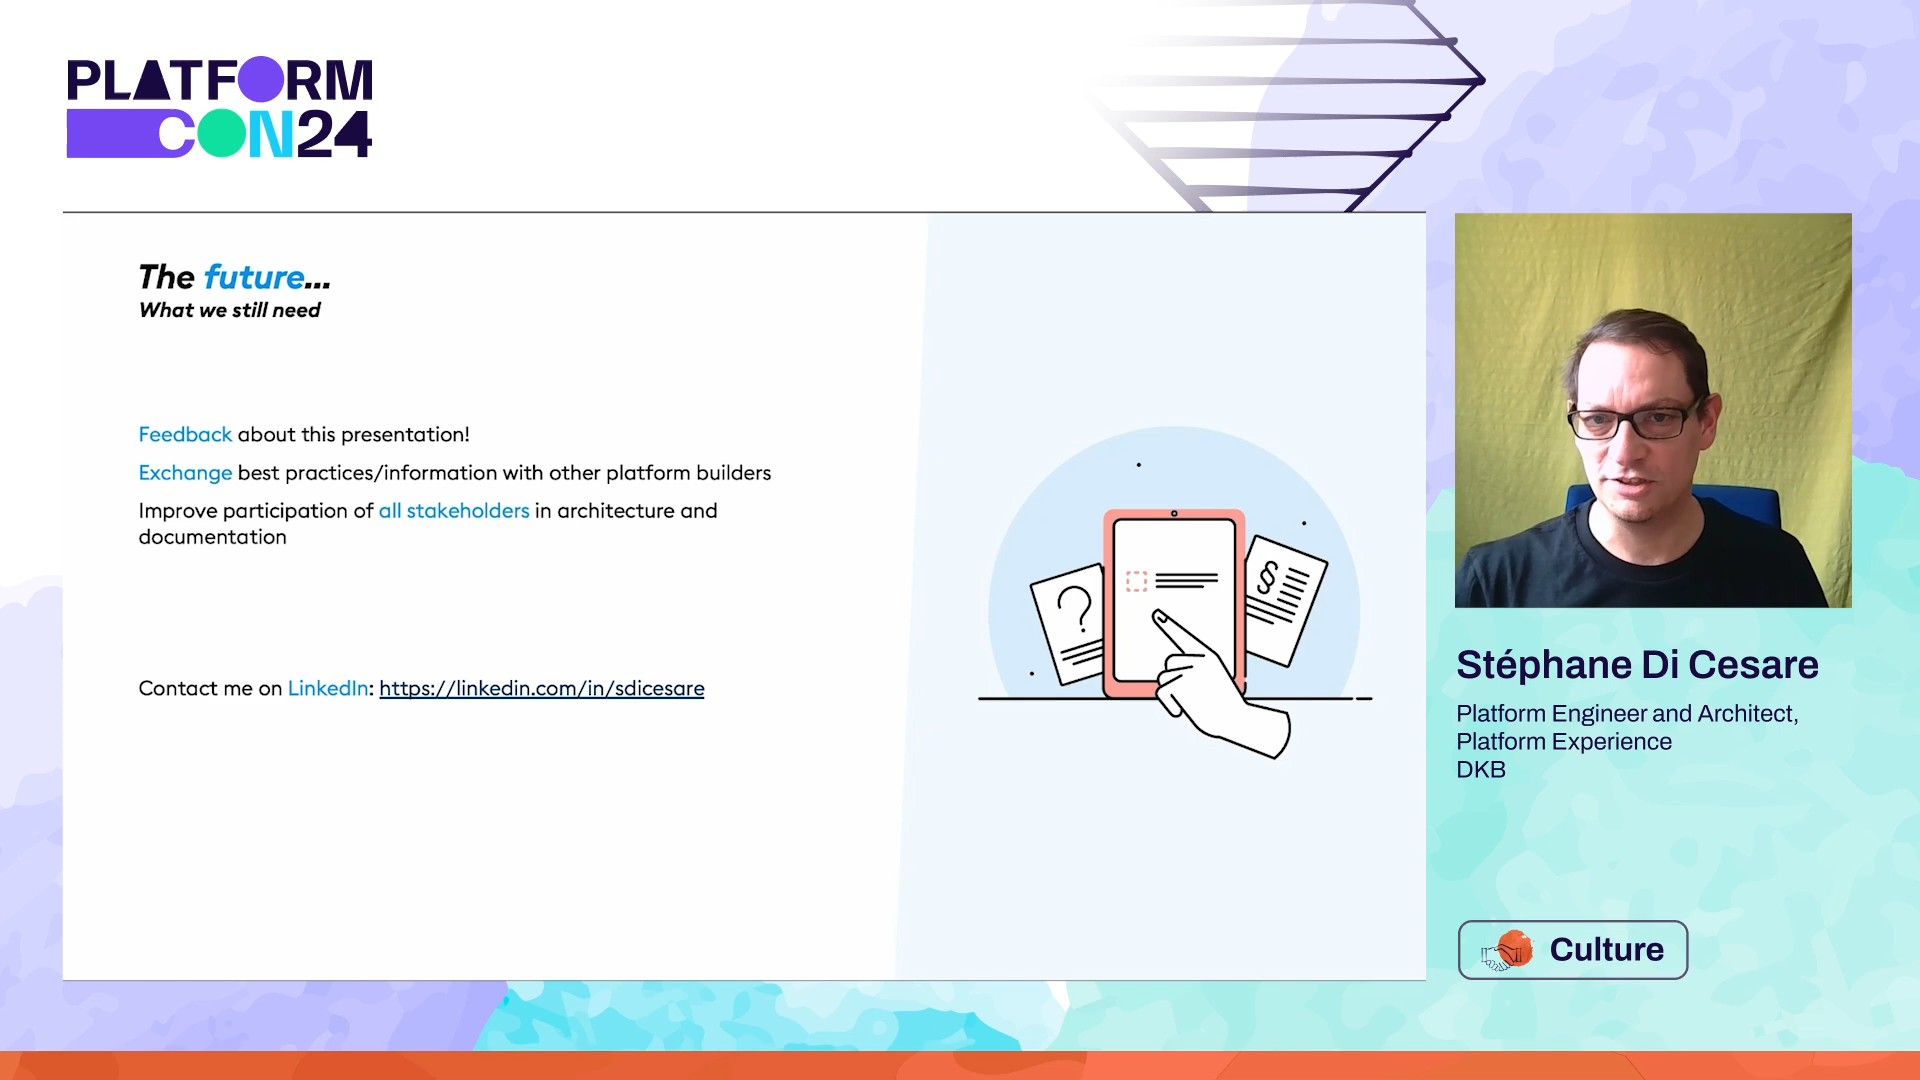 PLATFORM
CON24
The future...
What we still need
Feedback about this presentation!
Exchange best practices/information with other platform builders
Improve participation of all stakeholders in architecture and
documentation
Contact me on LinkedIn: https://linkedin.com/in/sdicesare
?
§
Stéphane Di Cesare
Platform Engineer and Architect,
Platform Experience
DKB
Culture